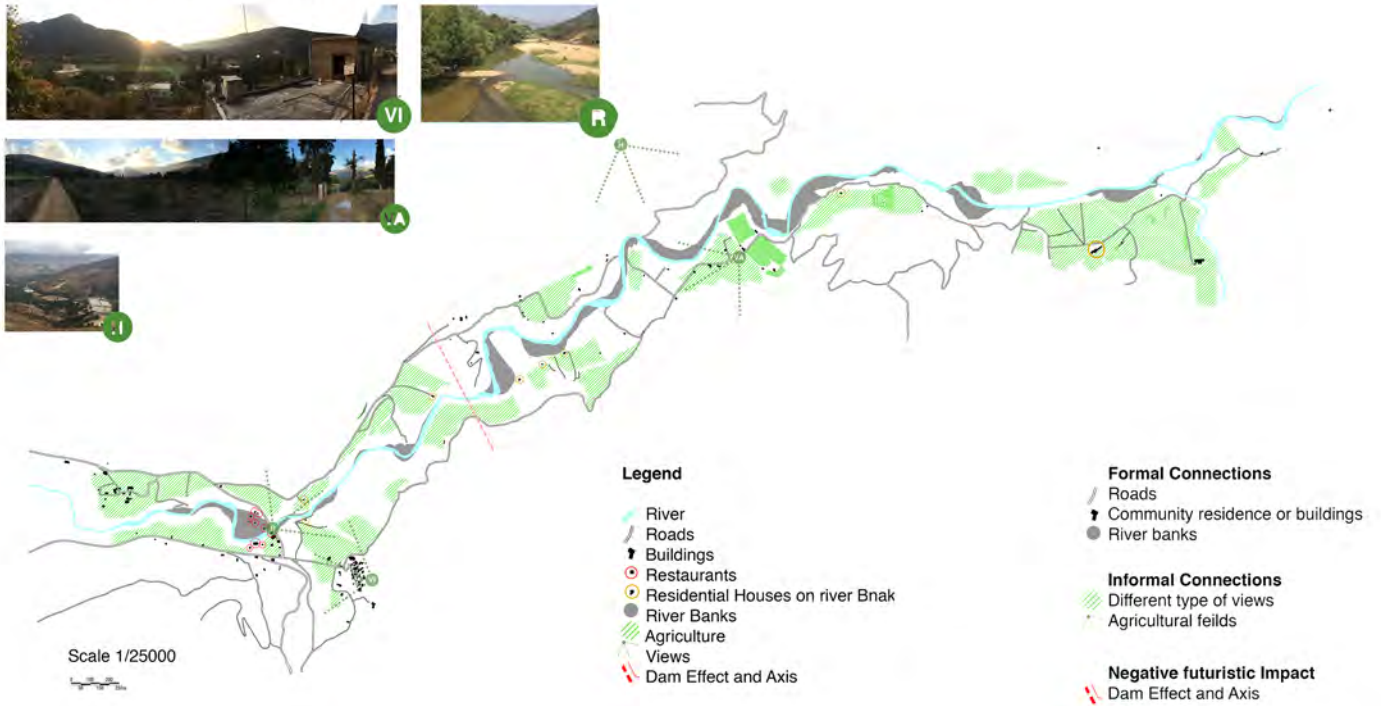 VI
R
Legend
River
Roads
Buildings
Restaurants
Residential Houses on river Bnak
River Banks
Agriculture
Views
Dam Effect and Axis
Formal Connections
Roads
Community residence or buildings
River banks
Informal Connections
Different type of views
Agricultural feilds
Negative futuristic Impact
Dam Effect and Axis
Scale 1/25000